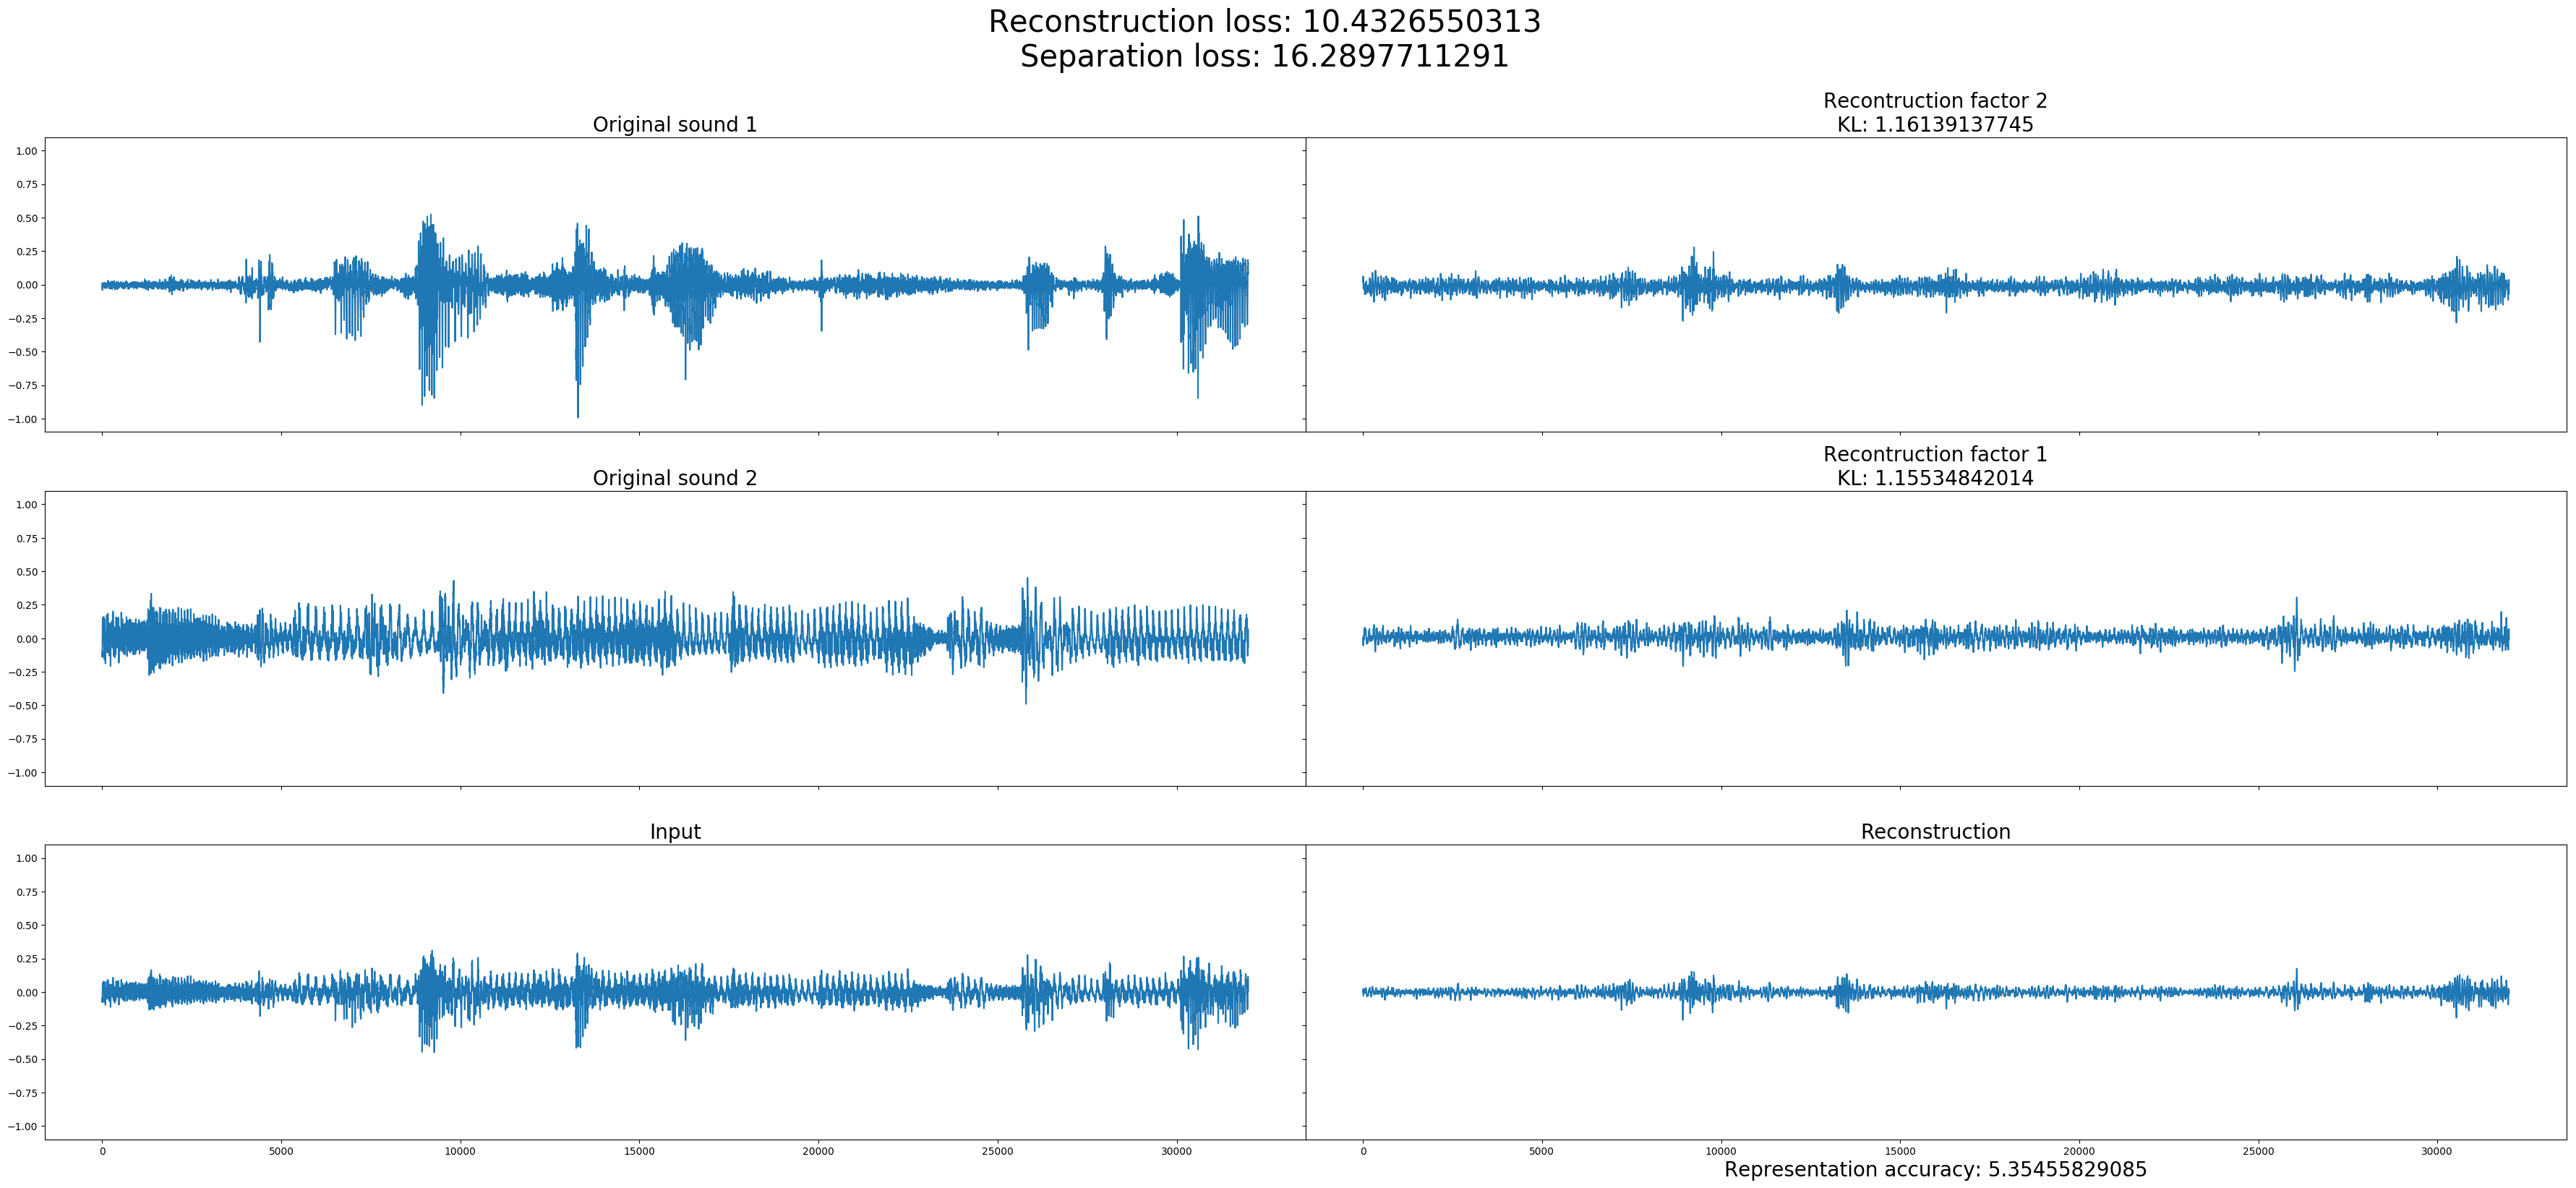 Reconstruction loss: 10.4326550313
Separation loss: 16.2897711291
Original sound 1
Recontruction factor 2
KL: 1.16139137745
1.00
0.75
0.50
0.25
0.00
−0.25
−0.50
−0.75
−1.00
Original sound 2
Recontruction factor 1
KL: 1.15534842014
1.00
0.75
0.50
0.25
0.00
−0.25
−0.50
−0.75
−1.00
Input
Reconstruction
1.00
0.75
0.50
0.25
0.00
−0.25
−0.50
−0.75
−1.00
0 5000 10000 15000 20000 25000 30000
0 5000 10000 15000 20000 25000 30000
Representation accuracy: 5.35455829085